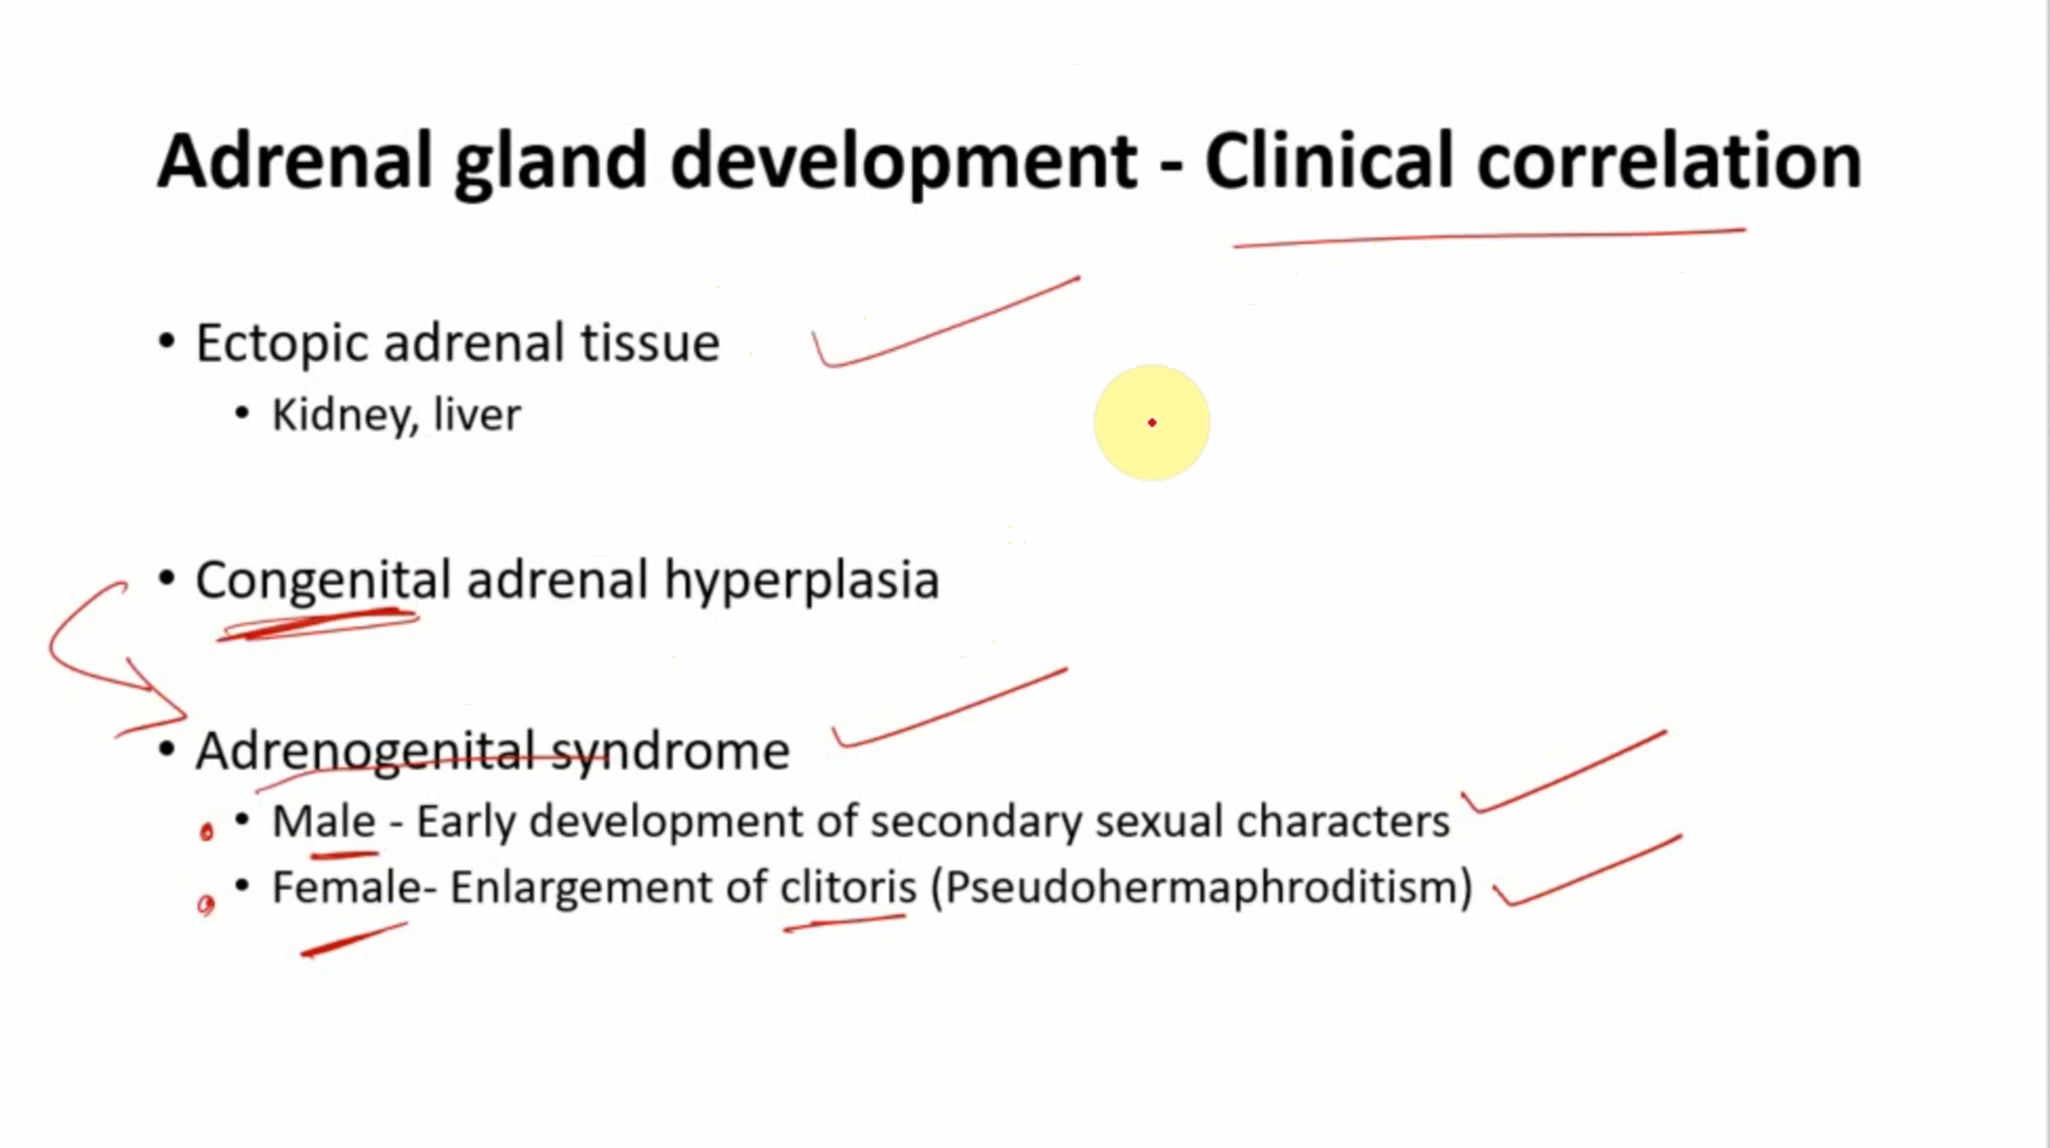 Adrenal gland development - Clinical correlation
• Ectopic adrenal tissue
• Kidney, liver
• Congenital adrenal hyperplasia
• Adrenogenital syndrome
• Male - Early development of secondary sexual characters
• Female- Enlargement of clitoris (Pseudohermaphroditism)